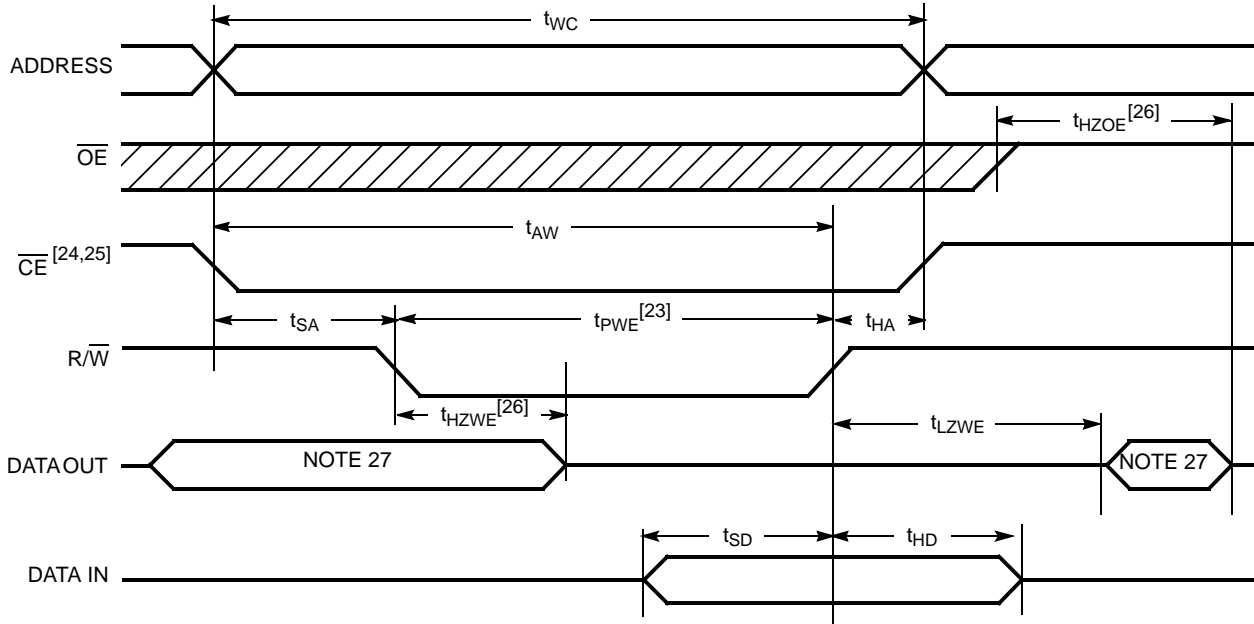 tWC
ADDRESS
tHZOE[26]
OE
tAW
CE [24,25]
tSA
tPWE[23]
tHA
R/W
tHZWE[26]
tLZWE
DATA OUT
NOTE 27
NOTE 27
tSD
tHD
DATA IN